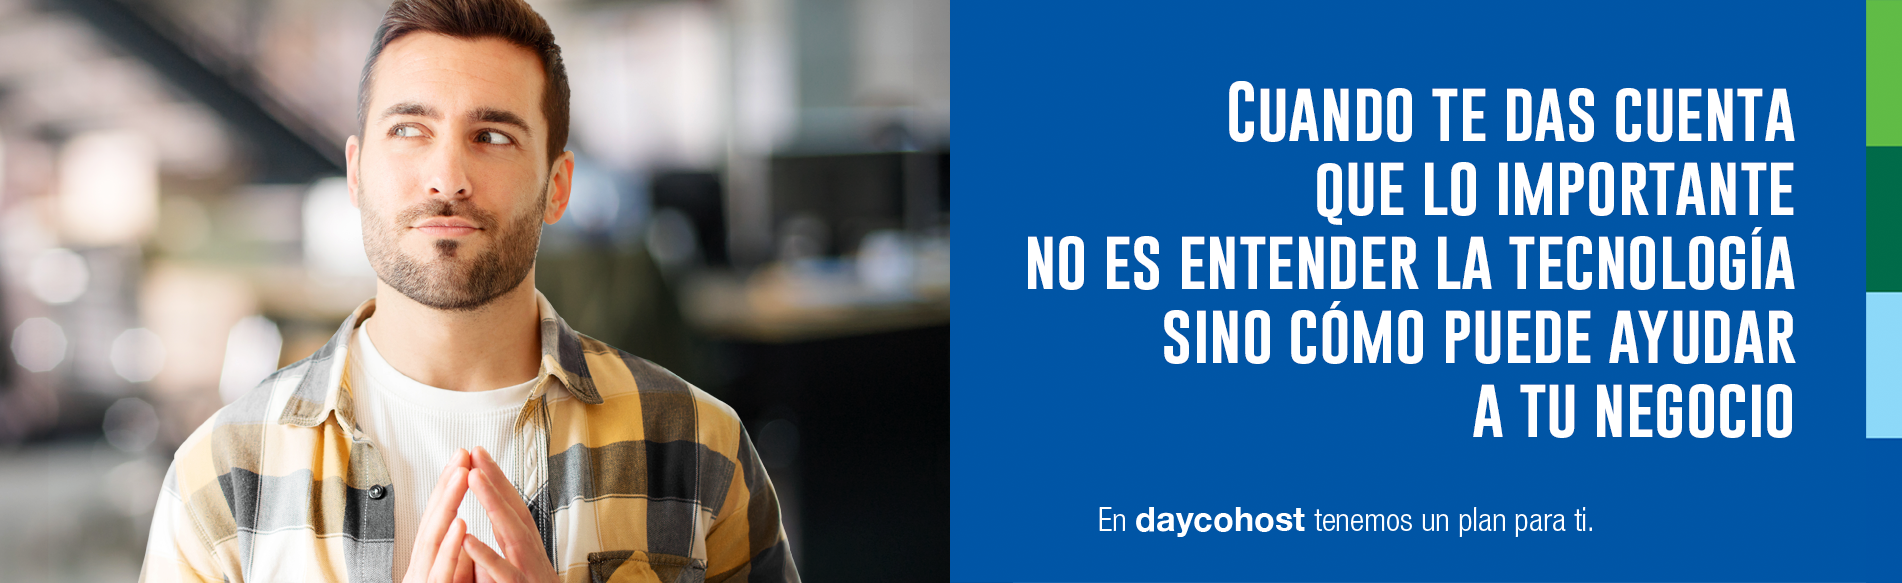 Cuando te das cuenta
que lo importante
no es entender la tecnología
sino cómo puede ayudar
a tu negocio
En daycohost tenemos un plan para ti.